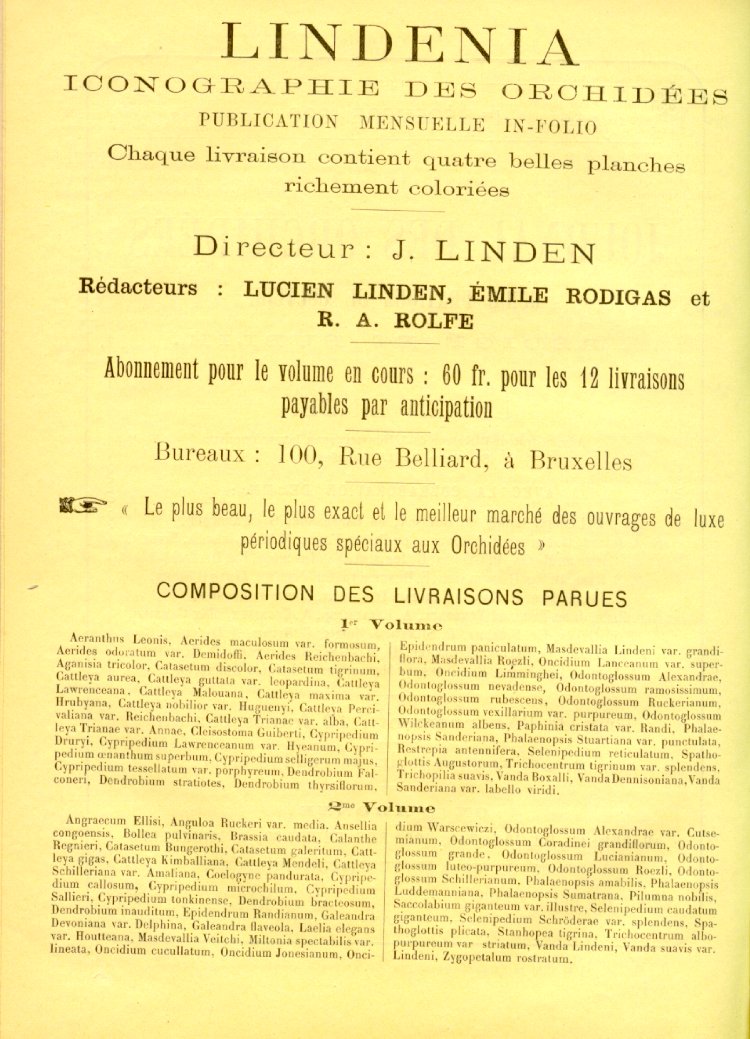 LINDENIA
ICONOGRAPHIE DES ORCHIDÉES
PUBLICATION MENSUELLE IN-FOLIO
Chaque livraison contient quatre belles planches
richement coloriées
Directeur : J. LINDEN
Rédacteurs : LUCIEN LINDEN, ÉMILE RODIGAS et
R. A. ROLFE
Abonnement pour le volume en cours : 60 fr. pour les 12 livraisons
payables par anticipation
Bureaux : 100, Rue Belliard, à Bruxelles
« Le plus beau, le plus exact et le meilleur marché des ouvrages de luxe
périodiques spéciaux aux Orchidées »
COMPOSITION DES LIVRAISONS PARUES
1er Volume
Aeranthus Leonis, Aerides maculosum var. formosum,
Aerides odoratum var. Demidoffi. Aerides Reichenbachi,
Aganisia tricolor, Catasetum discolor, Catasetum tigrinum,
Cattleya aurea, Cattleya guttata var. leopardina, Cattleya
Lawrenceana, Cattleya Malouana, Cattleya maxima var.
Hrubyana, Cattleya nobilior var. Huguenyi, Cattleya Perci-
valiana var. Reichenbachi, Cattleya Trianae var. alba, Catt-
leya Trianae var. Annae, Cleisostoma Guiberti, Cypripedium
Druryi, Cypripedium Lawrenceanum var. Hyeanum, Cypri-
pedium œnanthum superbum, Cypripedium selligerum majus,
Cypripedium tessellatum var. porphyreum, Dendrobium Fal-
coneri, Dendrobium stratiotes, Dendrobium thyrsiflorum,
Epidendrum paniculatum, Masdevallia Lindeni var. grandi-
flora, Masdevallia Roezli, Oncidium Lanceanum var. super-
bum, Oncidium Limminghei, Odontoglossum Alexandrae,
Odontoglossum nevadense, Odontoglossum ramosissimum,
Odontoglossum rubescens, Odontoglossum Ruckerianum,
Odontoglossum vexillarium var. purpureum, Odontoglossum
Wilckeanum albens, Paphinia cristata var. Randi, Phalae-
nopsis Sanderiana, Phalaenopsis Stuartiana var. punctulata,
Restrepia antennifera, Selenipedium reticulatum, Spatho-
glottis Augustorum, Trichocentrum tigrinum var. splendens,
Trichopilia suavis, Vanda Boxalli, Vanda Dennisoniana, Vanda
Sanderiana var. labello viridi.
2me Volume
Angraecum Ellisi, Anguloa Ruckeri var. media, Ansellia
congoensis, Bollea pulvinaris, Brassia caudata, Calanthe
Regnieri, Catasetum Bungerothi, Catasetum galeritum, Catt-
leya gigas, Cattleya Kimballiana, Cattleya Mendeli, Cattleya
Schilleriana var. Amaliana, Coelogyne pandurata, Cypripe-
dium callosum, Cypripedium microchilum, Cypripedium
Sallieri, Cypripedium tonkinense, Dendrobium bracteosum,
Dendrobium inauditum, Epidendrum Randianum, Galeandra
Devoniana var. Delphina, Galeandra flaveola, Laelia elegans
var. Houtteana, Masdevallia Veitchi, Miltonia spectabilis var.
lineata, Oncidium cucullatum, Oncidium Jonesianum, Onci-
dium Warscewiczi, Odontoglossum Alexandrae var. Cutse-
mianum, Odontoglossum Coradinei grandiflorum, Odonto-
glossum grande, Odontoglossum Lucianianum, Odonto-
glossum luteo-purpureum, Odontoglossum Roezli, Odonto-
glossum Schillerianum, Phalaenopsis amabilis, Phalaenopsis
Luddemanniana, Phalaenopsis Sumatrana, Pilumna nobilis,
Saccolabium giganteum var. illustre, Selenipedium caudatum
giganteum, Selenipedium Schröderae var. splendens, Spa-
thoglottis plicata, Stanhopea tigrina, Trichocentrum albo-
purpureum var striatum, Vanda Lindeni, Vanda suavis var.
Lindeni, Zygopetalum rostratum.